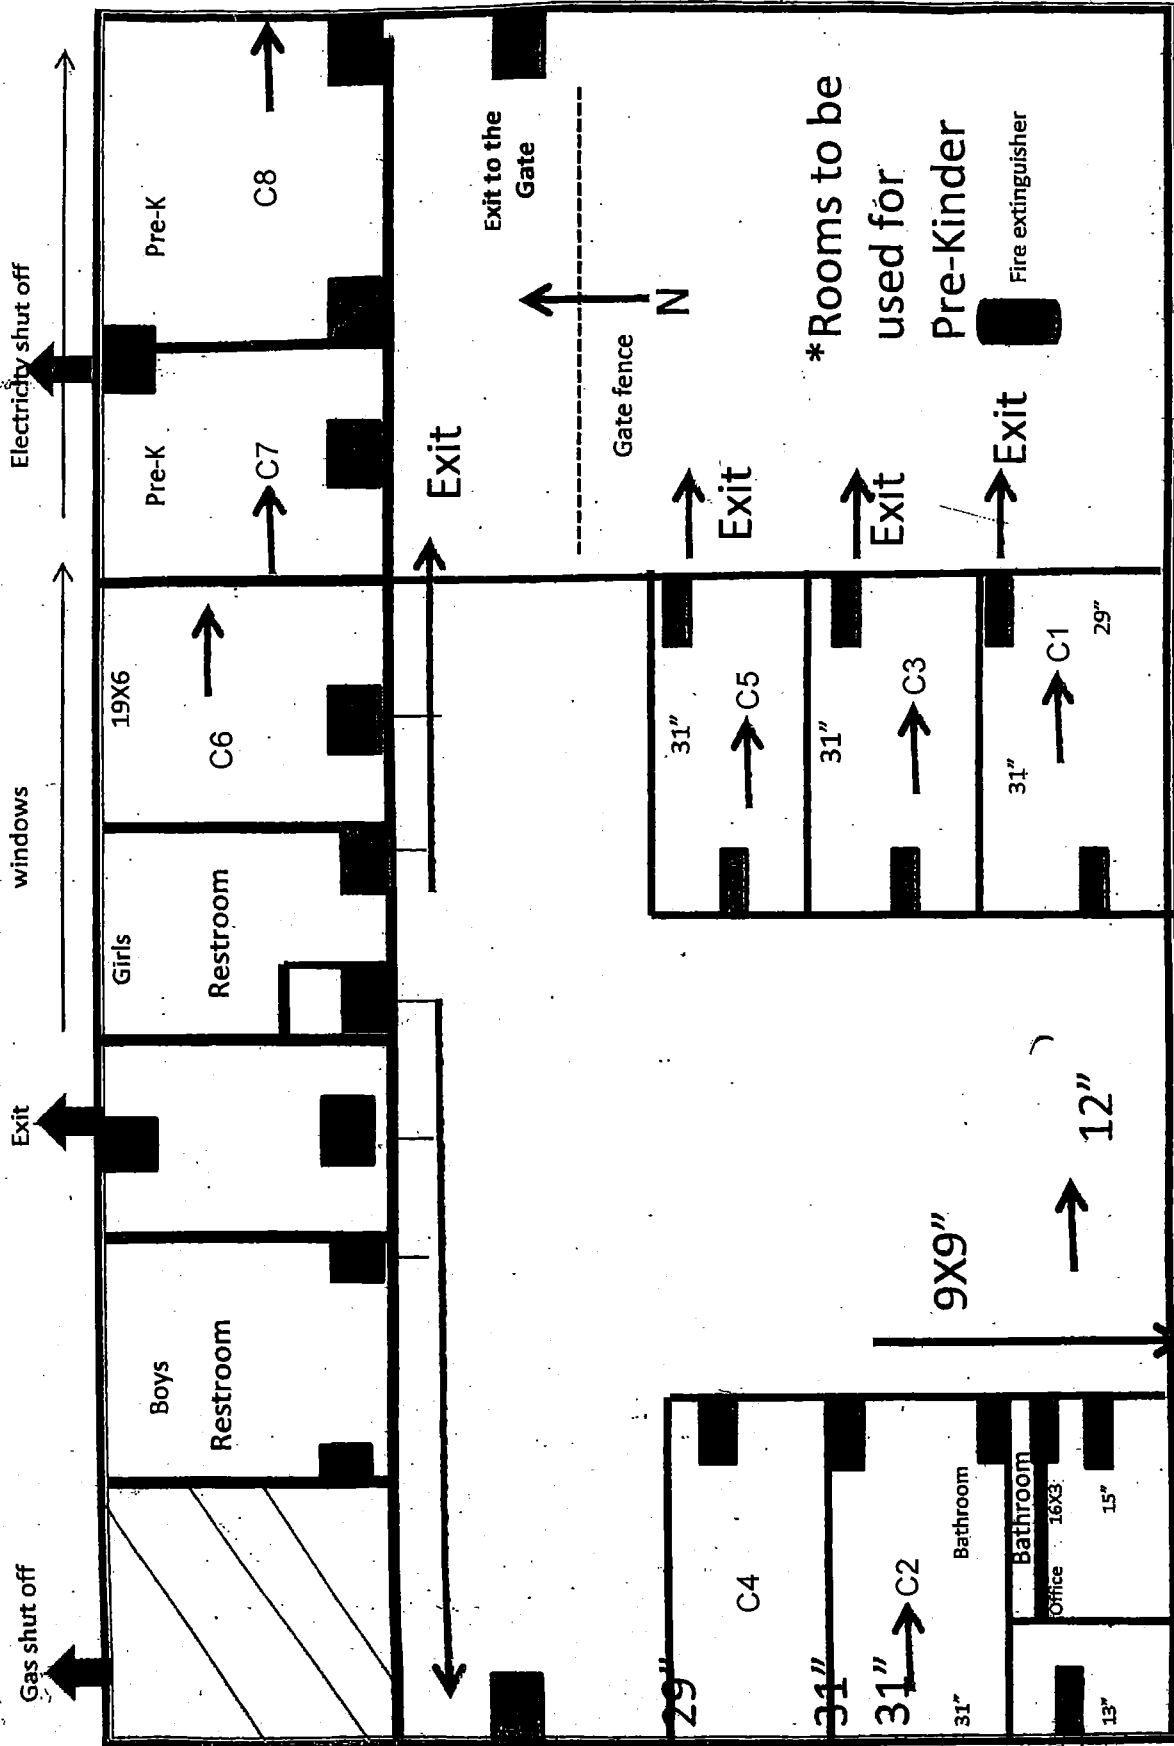 Gas shut off
Exit
windows
Electricity shut off
Boys
Restroom
Girls
Restroom
19X6
C6
Pre-K
C7
Pre-K
C8
Exit
Exit to the
Gate
Gate fence
N
29”
C4
31”
31”
C2
31”
Bathroom
Bathroom
Office
16X3
15”
13”
9X9”
12”
31”
C5
Exit
31”
C3
Exit
31”
C1
29”
Exit
*Rooms to be
used for
Pre-Kinder
Fire extinguisher